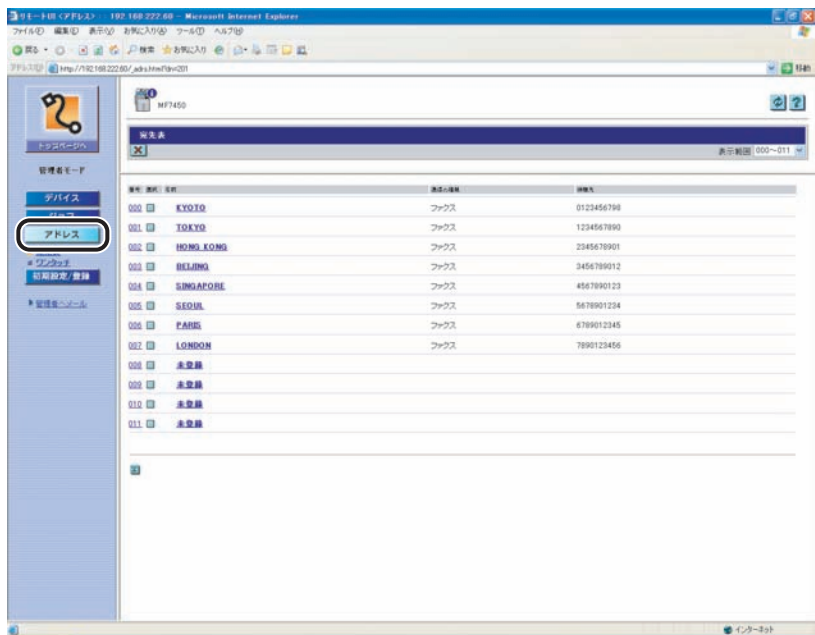 リモートUI <アドレス> : 192.168.222.60 - Microsoft Internet Explorer
ファイル(F) 編集(E) 表示(V) お気に入り(A) ツール(T) ヘルプ(H)
戻る 検索 お気に入り
アドレス(D) http://192.168.222.60/_adrs.html?div=201 移動
MF7450
トップページへ
宛先表
表示範囲 000～011
管理者モード
デバイス
ジョブ
アドレス
ワンタッチ
初期設定/登録
管理者へメール
番号 選択 名称
000 KYOTO ファクス 0123456798
001 TOKYO ファクス 1234567890
002 HONG KONG ファクス 2345678901
003 BEIJING ファクス 3456789012
004 SINGAPORE ファクス 4567890123
005 SEOUL ファクス 5678901234
006 PARIS ファクス 6789012345
007 LONDON ファクス 7890123456
008 未登録
009 未登録
010 未登録
011 未登録
インターネット